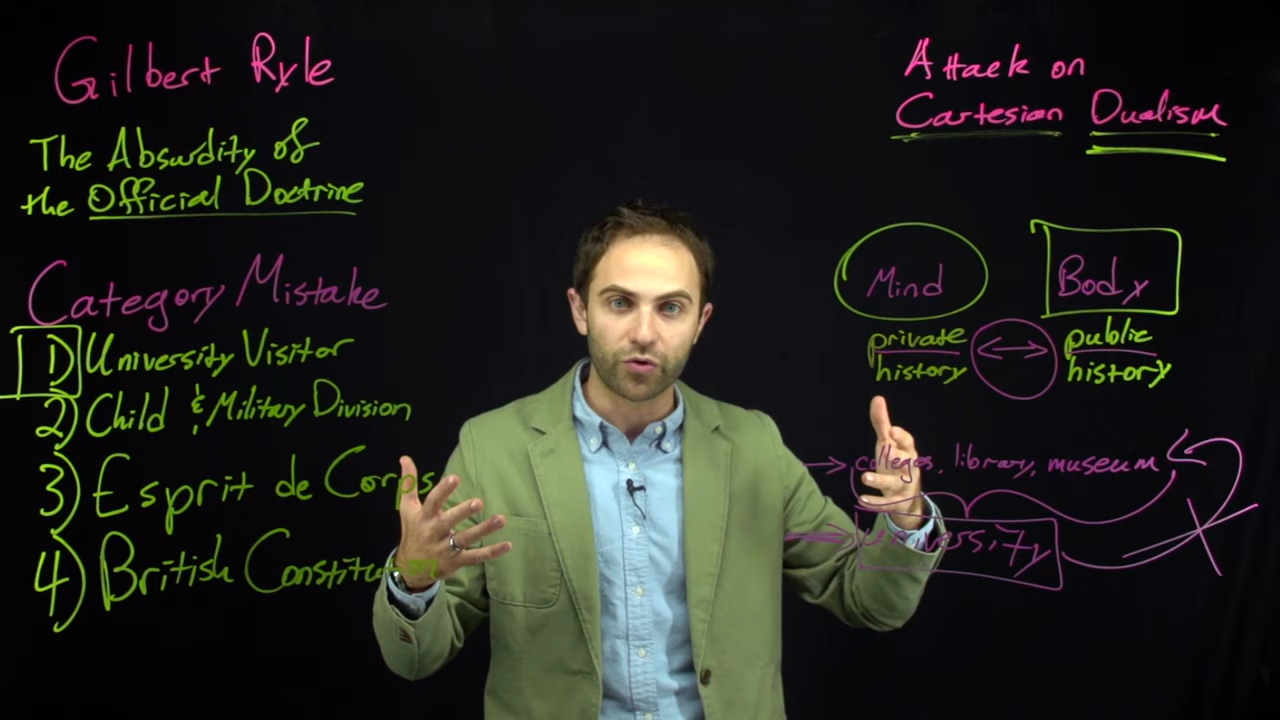 Gilbert Ryle
The Absurdity of
the Official Doctrine
Category Mistake
1) University Visitor
2) Child & Military Division
3) Esprit de Corps
4) British Constitution
Attack on
Cartesian Dualism
Mind
Body
private
history
public
history
colleges, library, museum
university